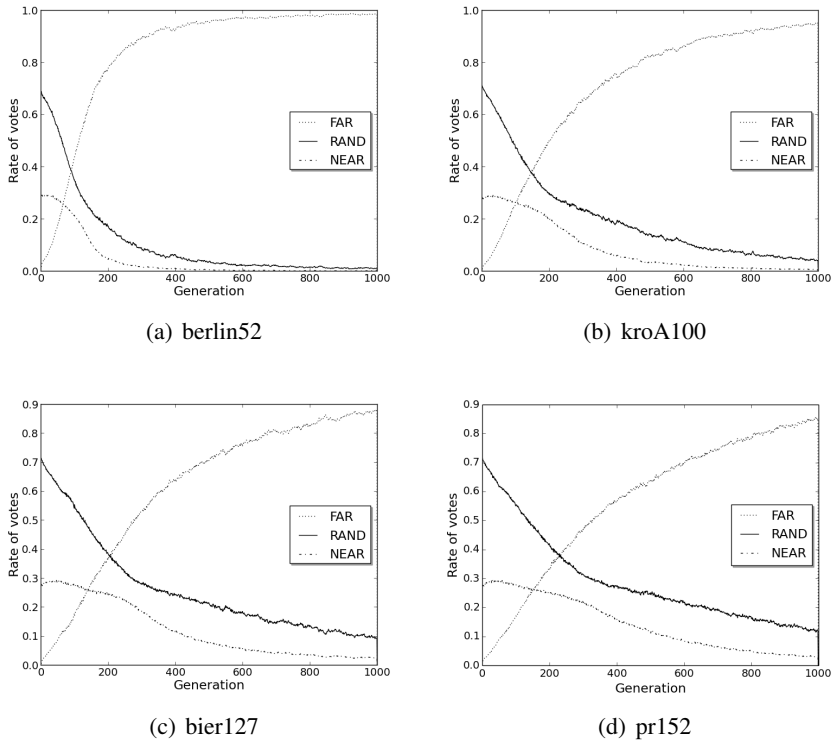 1.0
0.8
0.6
0.4
0.2
0.0
Rate of votes
FAR
RAND
NEAR
0 200 400 600 800 1000
Generation
(a) berlin52
1.0
0.8
0.6
0.4
0.2
0.0
Rate of votes
FAR
RAND
NEAR
0 200 400 600 800 1000
Generation
(b) kroA100
0.9
0.8
0.7
0.6
0.5
0.4
0.3
0.2
0.1
0.0
Rate of votes
FAR
RAND
NEAR
0 200 400 600 800 1000
Generation
(c) bier127
0.9
0.8
0.7
0.6
0.5
0.4
0.3
0.2
0.1
0.0
Rate of votes
FAR
RAND
NEAR
0 200 400 600 800 1000
Generation
(d) pr152